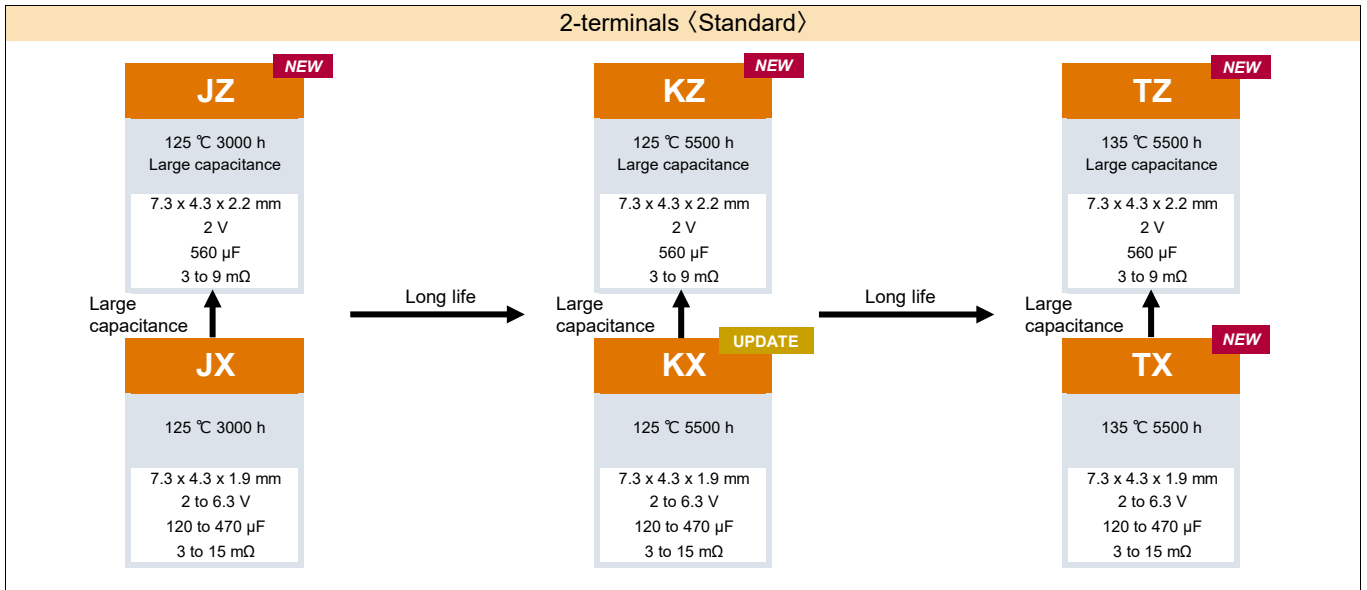 2-terminals〈Standard〉
NEW
JZ
125 ℃ 3000 h
Large capacitance
7.3 x 4.3 x 2.2 mm
2 V
560 μF
3 to 9 mΩ
NEW
KZ
125 ℃ 5500 h
Large capacitance
7.3 x 4.3 x 2.2 mm
2 V
560 μF
3 to 9 mΩ
NEW
TZ
135 ℃ 5500 h
Large capacitance
7.3 x 4.3 x 2.2 mm
2 V
560 μF
3 to 9 mΩ
Large
capacitance
Long life
Large
capacitance
Long life
Large
capacitance
JX
125 ℃ 3000 h
7.3 x 4.3 x 1.9 mm
2 to 6.3 V
120 to 470 μF
3 to 15 mΩ
UPDATE
KX
125 ℃ 5500 h
7.3 x 4.3 x 1.9 mm
2 to 6.3 V
120 to 470 μF
3 to 15 mΩ
NEW
TX
135 ℃ 5500 h
7.3 x 4.3 x 1.9 mm
2 to 6.3 V
120 to 470 μF
3 to 15 mΩ